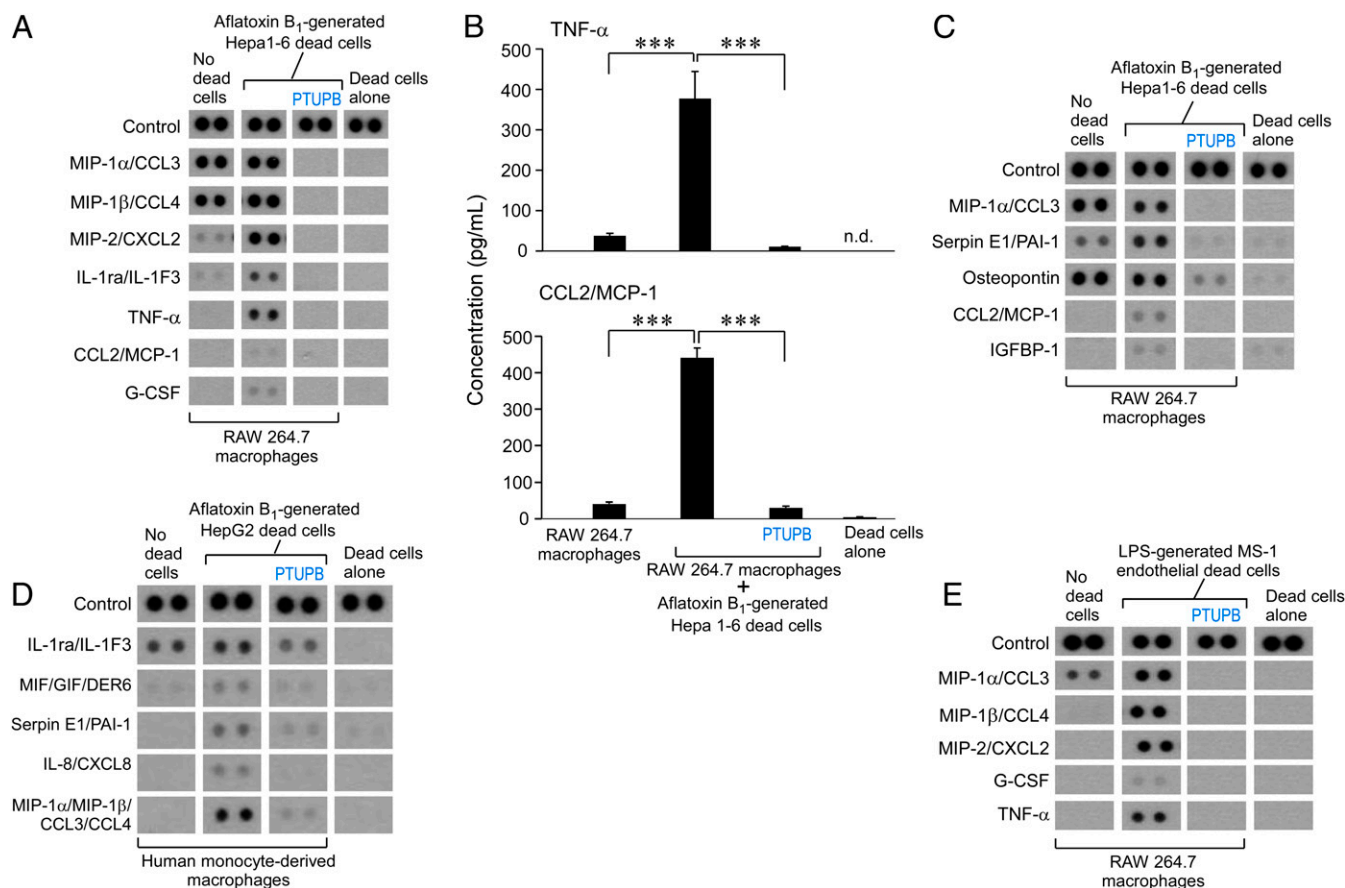 A
Aflatoxin B₁-generated
Hepa1-6 dead cells
No
dead
cells
PTUPB
Dead cells
alone
Control
MIP-1α/CCL3
MIP-1β/CCL4
MIP-2/CXCL2
IL-1ra/IL-1F3
TNF-α
CCL2/MCP-1
G-CSF
RAW 264.7
macrophages
B
TNF-α
500
400
300
200
100
0
***
***
n.d.
Concentration (pg/mL)
CCL2/MCP-1
500
400
300
200
100
0
***
***
RAW 264.7
macrophages
PTUPB
Dead cells
alone
RAW 264.7 macrophages
+
Aflatoxin B₁-generated
Hepa 1-6 dead cells
C
Aflatoxin B₁-generated
Hepa1-6 dead cells
No
dead
cells
PTUPB
Dead cells
alone
Control
MIP-1α/CCL3
Serpin E1/PAI-1
Osteopontin
CCL2/MCP-1
IGFBP-1
RAW 264.7
macrophages
D
Aflatoxin B₁-generated
HepG2 dead cells
No
dead
cells
PTUPB
Dead cells
alone
Control
IL-1ra/IL-1F3
MIF/GIF/DER6
Serpin E1/PAI-1
IL-8/CXCL8
MIP-1α/MIP-1β/
CCL3/CCL4
Human monocyte-derived
macrophages
E
LPS-generated MS-1
endothelial dead cells
No
dead
cells
PTUPB
Dead cells
alone
Control
MIP-1α/CCL3
MIP-1β/CCL4
MIP-2/CXCL2
G-CSF
TNF-α
RAW 264.7
macrophages